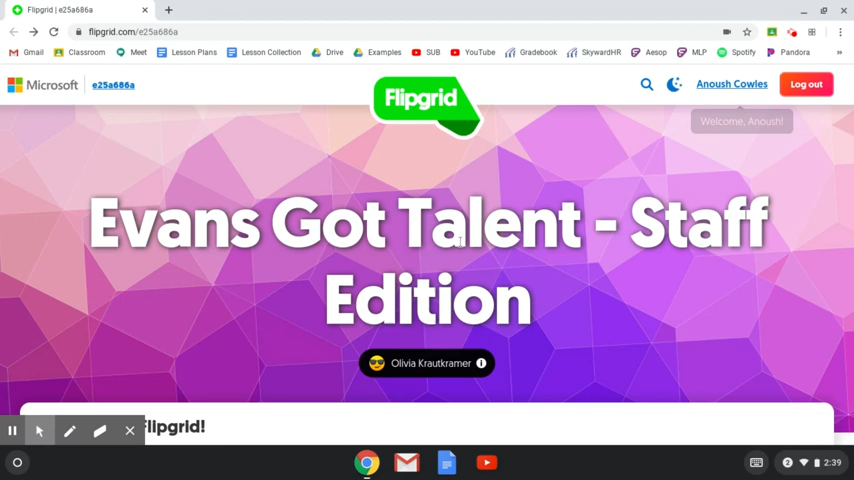 Flipgrid | e25a686a
flipgrid.com/e25a686a
Gmail Classroom Meet Lesson Plans Lesson Collection Drive Examples SUB YouTube Gradebook SkywardHR Aesop MLP Spotify Pandora »
Microsoft e25a686a Flipgrid Anoush Cowles Log out
Welcome, Anoush!
Evans Got Talent - Staff
Edition
Olivia Krautkramer
Flipgrid!
2 2:39